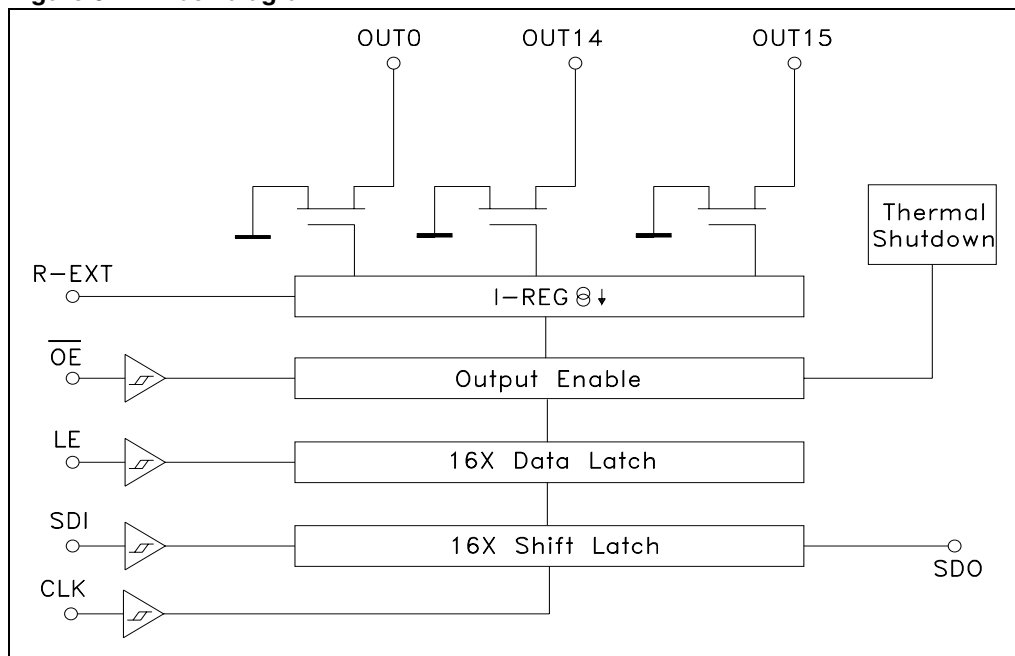 OUT0 OUT14 OUT15
Thermal
Shutdown
R-EXT
I-REG
OE
Output Enable
LE
16X Data Latch
SDI
16X Shift Latch
SDO
CLK